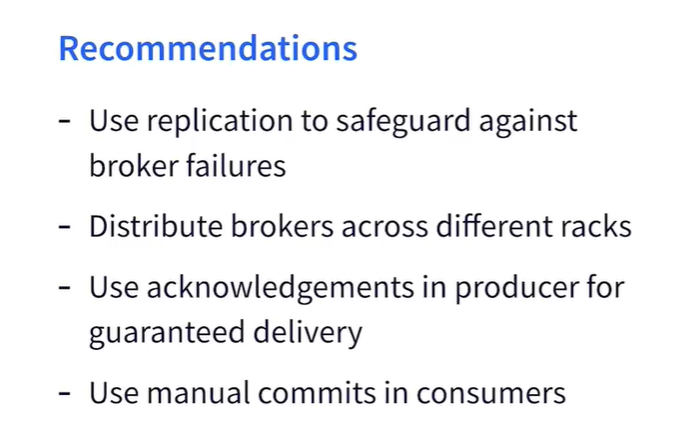 Recommendations
- Use replication to safeguard against
broker failures
- Distribute brokers across different racks
- Use acknowledgements in producer for
guaranteed delivery
- Use manual commits in consumers